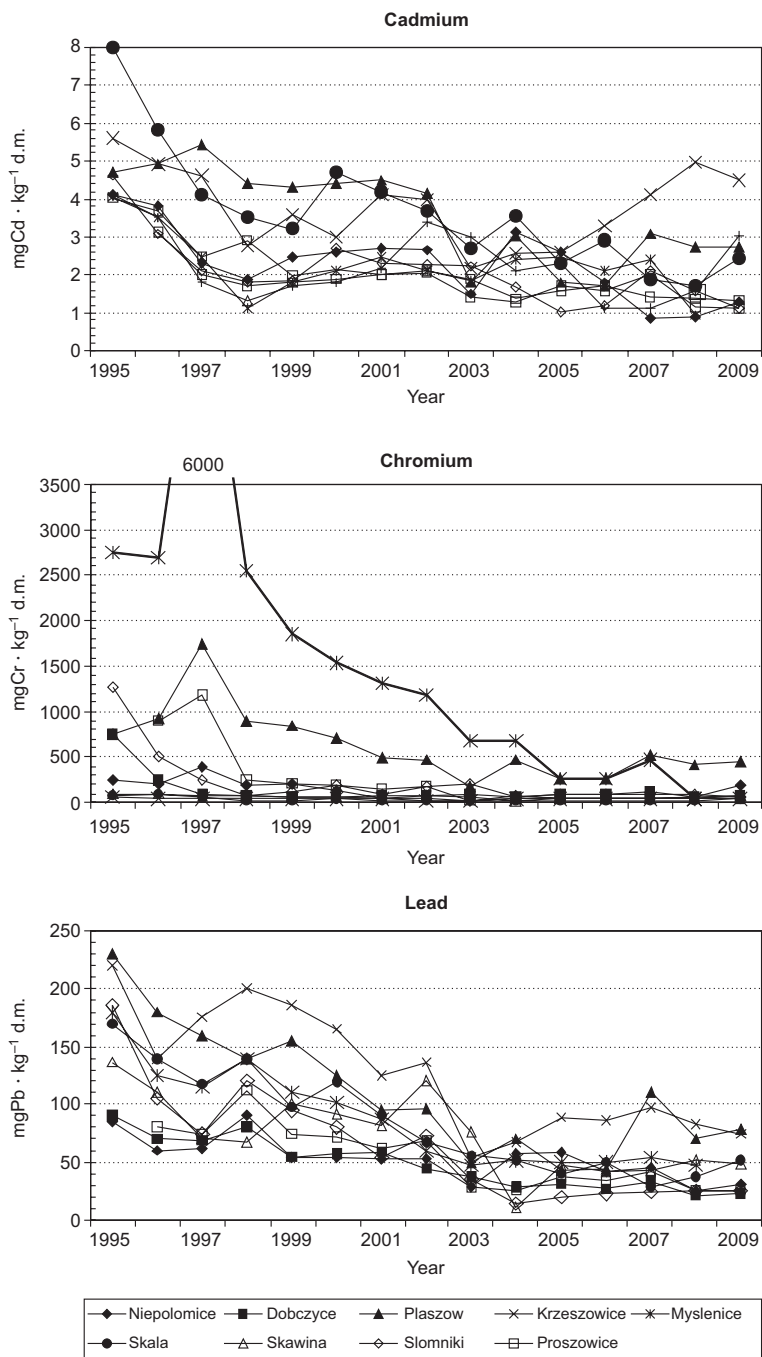 Cadmium
mgCd · kg⁻¹ d.m.
8
7
6
5
4
3
2
1
0
1995 1997 1999 2001 2003 2005 2007 2009
Year
Chromium
6000
mgCr · kg⁻¹ d.m.
3500
3000
2500
2000
1500
1000
500
0
1995 1997 1999 2001 2003 2005 2007 2009
Year
Lead
mgPb · kg⁻¹ d.m.
250
200
150
100
50
0
1995 1997 1999 2001 2003 2005 2007 2009
Year
Niepolomice Dobczyce Plaszow Krzeszowice Myslenice
Skala Skawina Slomniki Proszowice